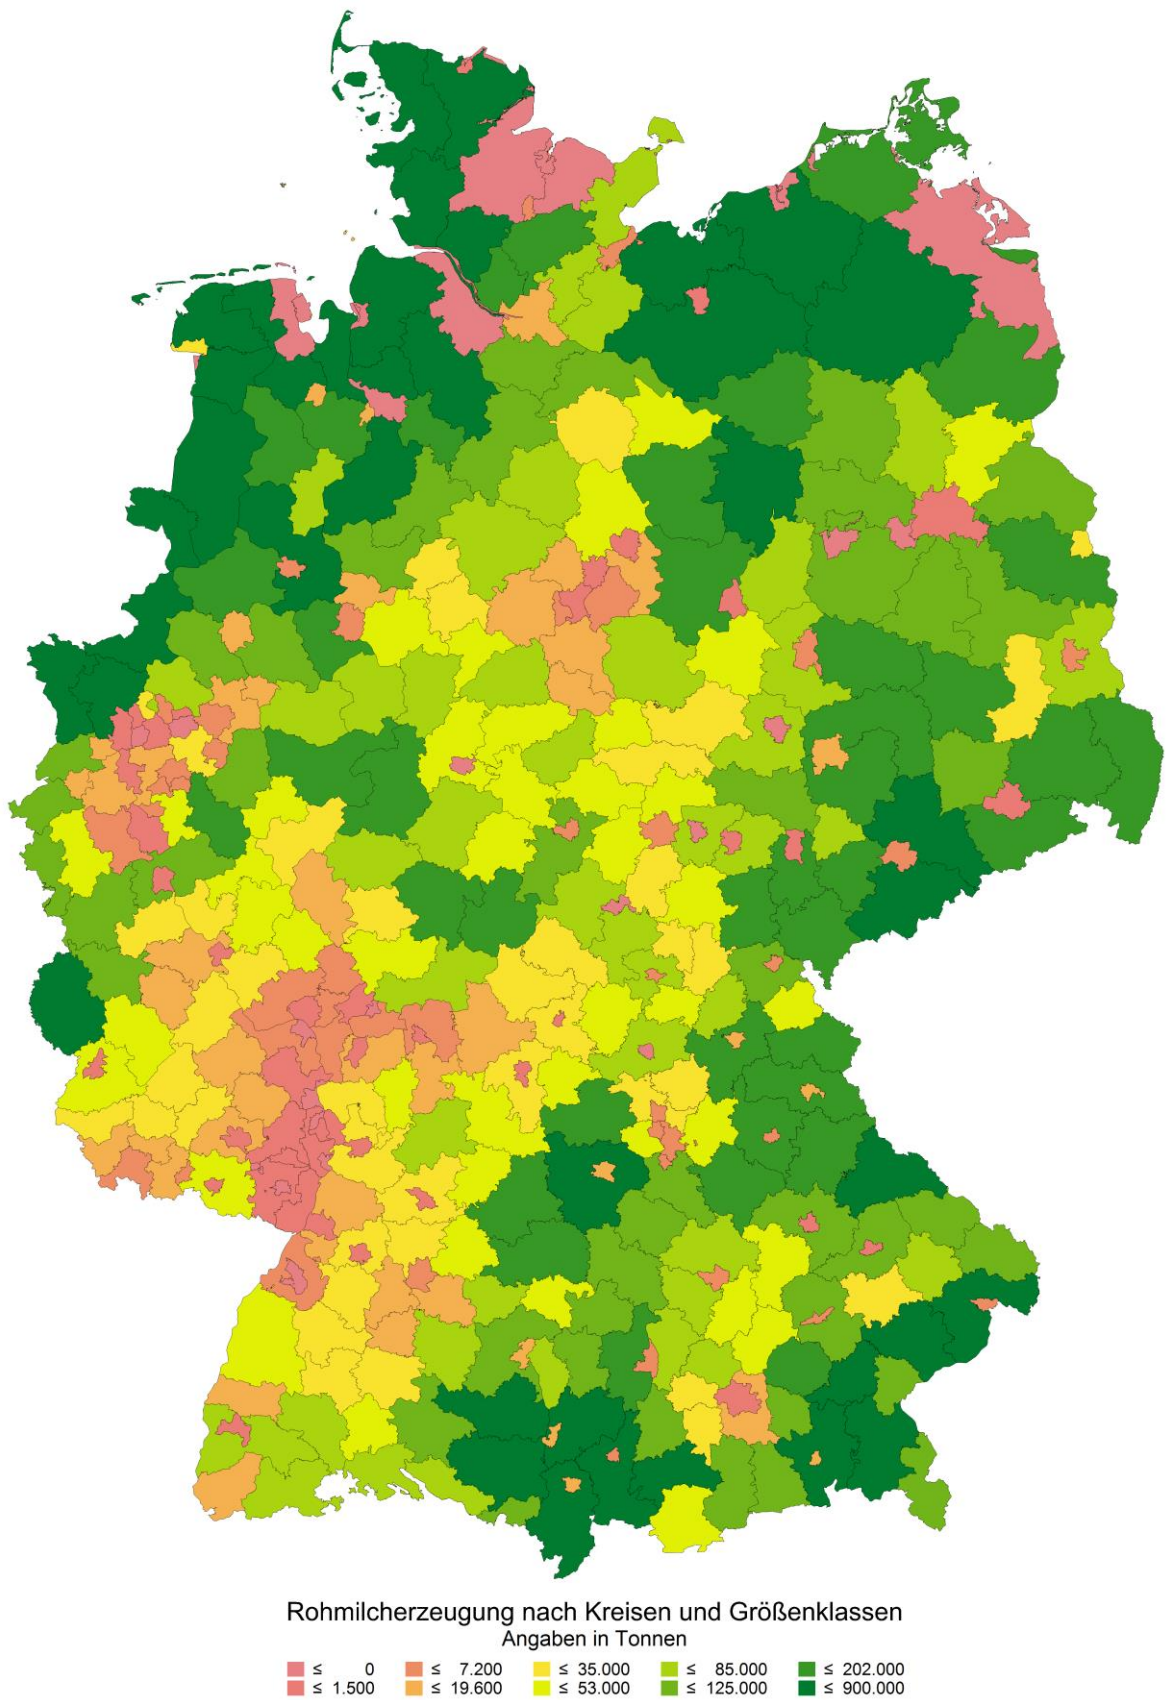 Rohmilcherzeugung nach Kreisen und Größenklassen
Angaben in Tonnen
≤ 0 ≤ 7.200 ≤ 35.000 ≤ 85.000 ≤ 202.000
≤ 1.500 ≤ 19.600 ≤ 53.000 ≤ 125.000 ≤ 900.000